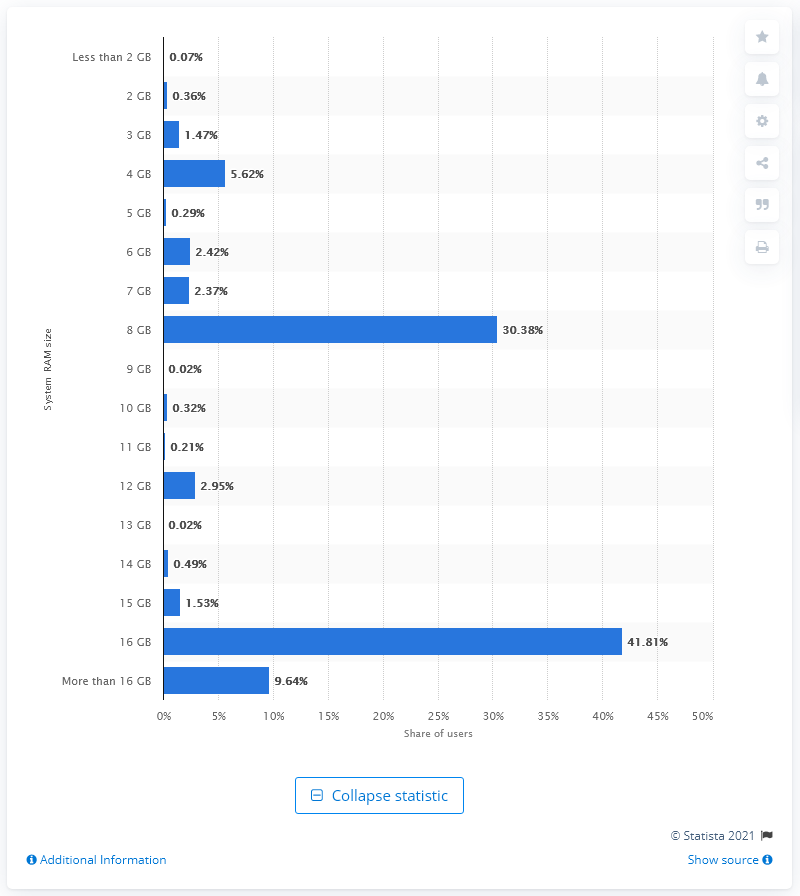 Less than 2 GB 0.07%
2 GB 0.36%
3 GB 1.47%
4 GB 5.62%
5 GB 0.29%
6 GB 2.42%
7 GB 2.37%
8 GB 30.38%
9 GB 0.02%
10 GB 0.32%
11 GB 0.21%
12 GB 2.95%
13 GB 0.02%
14 GB 0.49%
15 GB 1.53%
16 GB 41.81%
More than 16 GB 9.64%
System RAM size
0% 5% 10% 15% 20% 25% 30% 35% 40% 45% 50%
Share of users
Collapse statistic
© Statista 2021
Additional Information Show source